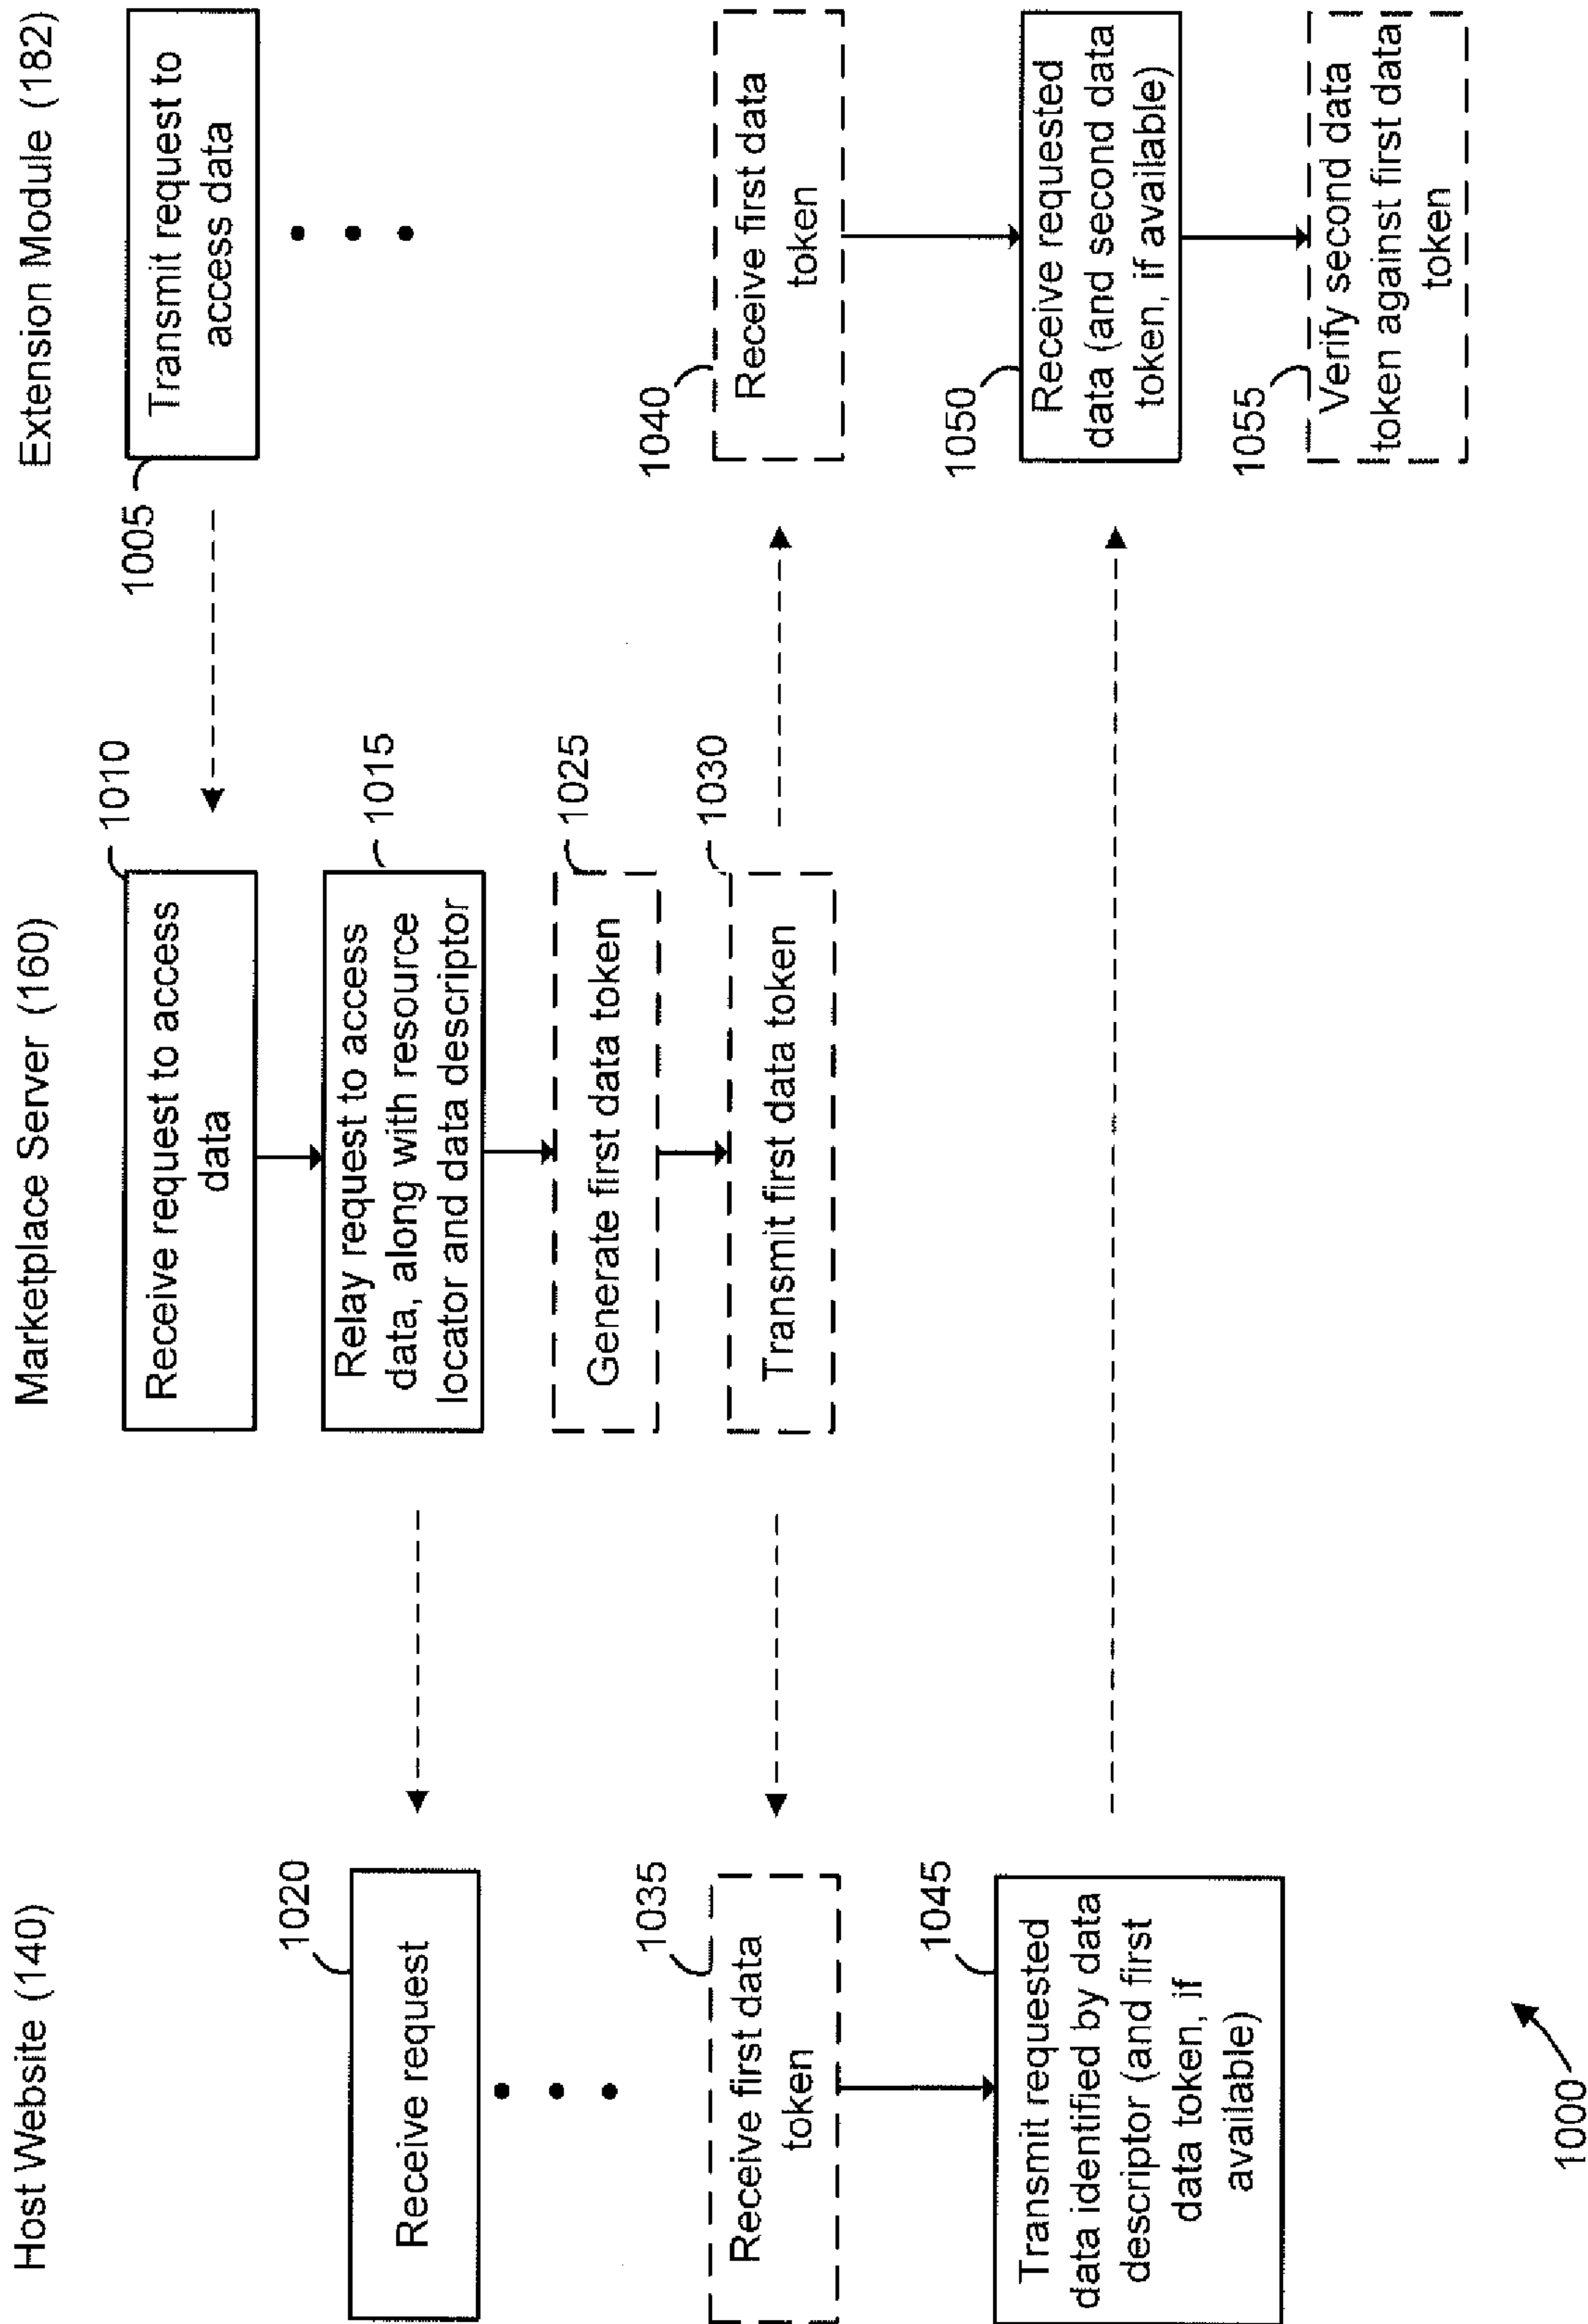 Host Website (140)
Marketplace Server (160)
Extension Module (182)
1005
Transmit request to
access data
1010
Receive request to access
data
1015
Relay request to access
data, along with resource
locator and data descriptor
1020
Receive request
1025
Generate first data token
1030
Transmit first data token
1035
Receive first data
token
1040
Receive first data
token
1045
Transmit requested
data identified by data
descriptor (and first
data token, if
available)
1050
Receive requested
data (and second data
token, if available)
1055
Verify second data
token against first data
token
1000